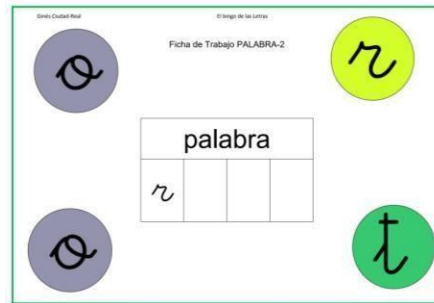 Ginés Ciudad-Real
El bingo de las Letras
Ficha de Trabajo PALABRA-2
o
r
palabra
r
o
t